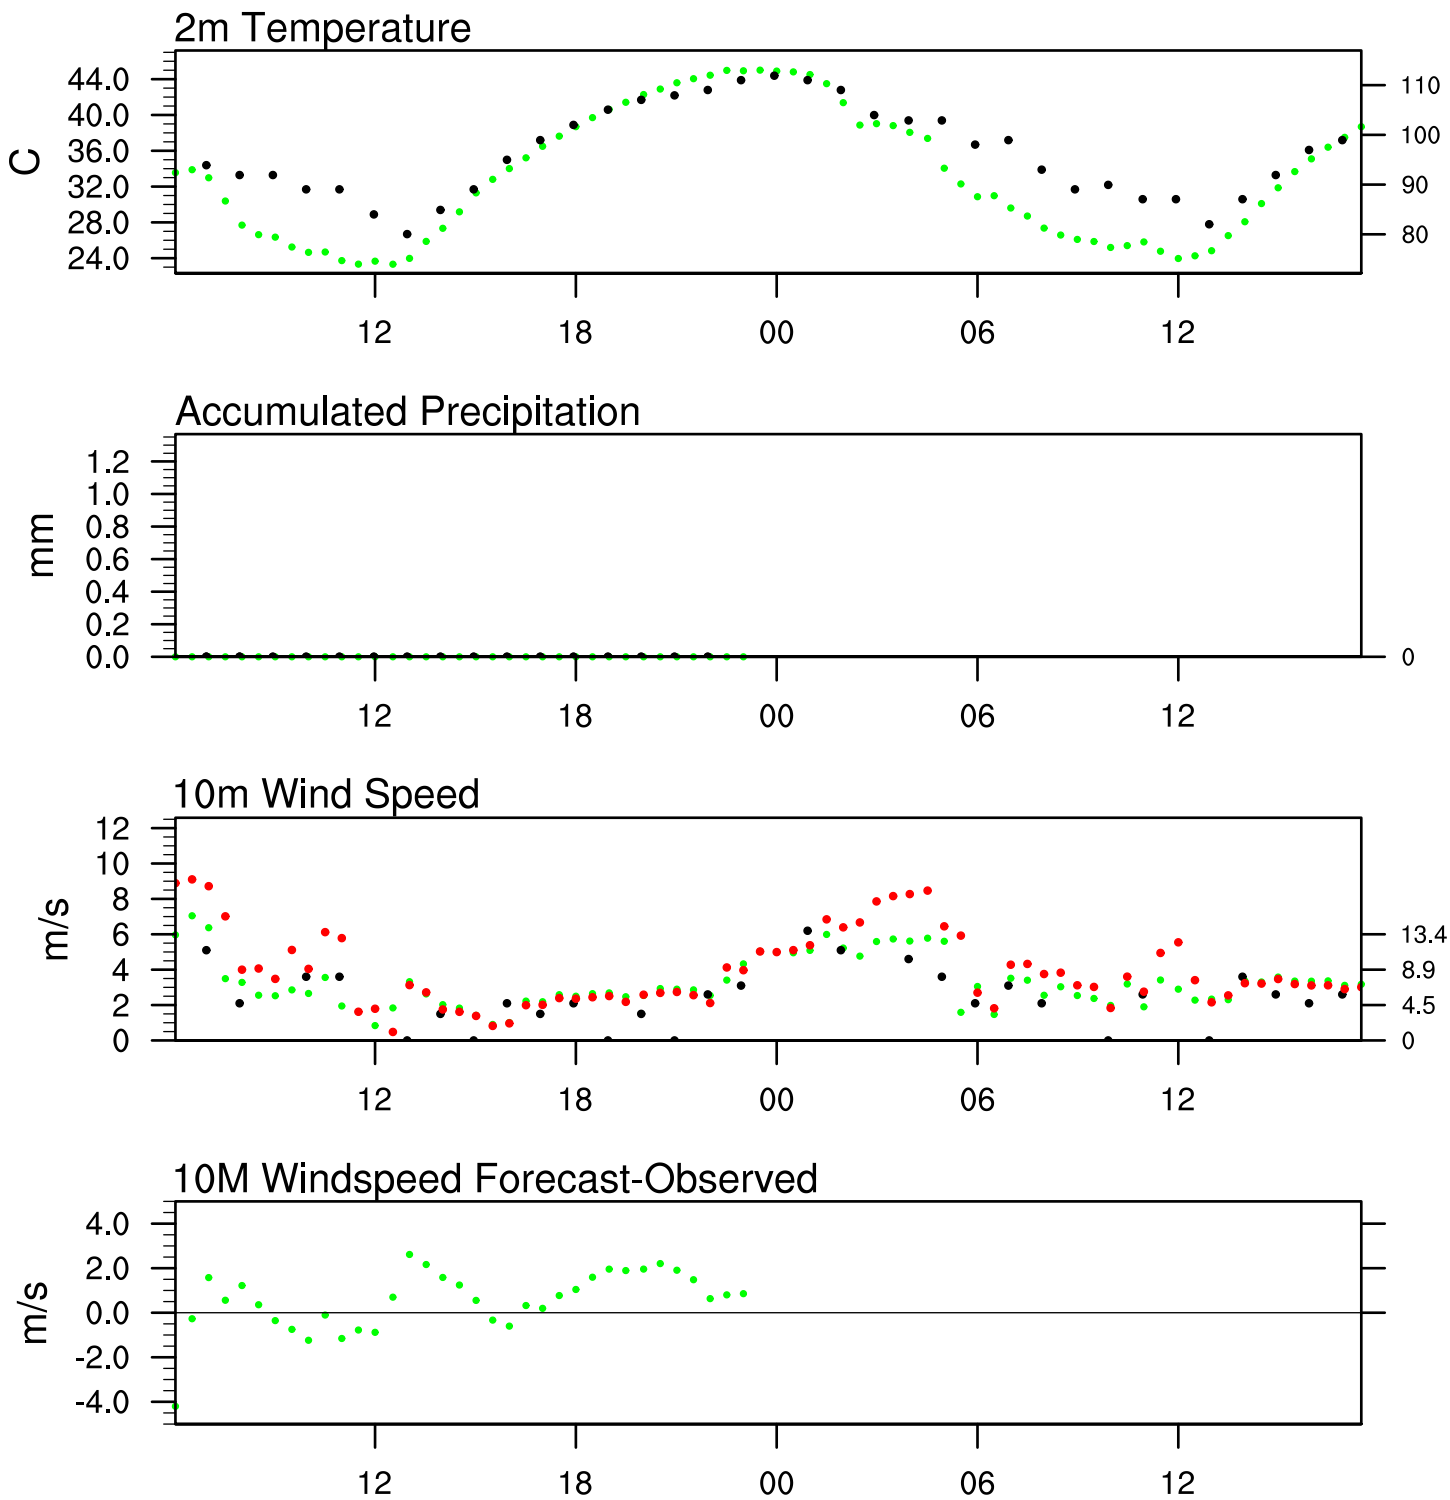 2m Temperature
C
44.0
40.0
36.0
32.0
28.0
24.0
110
100
90
80
12 18 00 06 12
Accumulated Precipitation
mm
1.2
1.0
0.8
0.6
0.4
0.2
0.0
0
12 18 00 06 12
10m Wind Speed
m/s
12
10
8
6
4
2
0
13.4
8.9
4.5
0
12 18 00 06 12
10M Windspeed Forecast-Observed
m/s
4.0
2.0
0.0
-2.0
-4.0
12 18 00 06 12